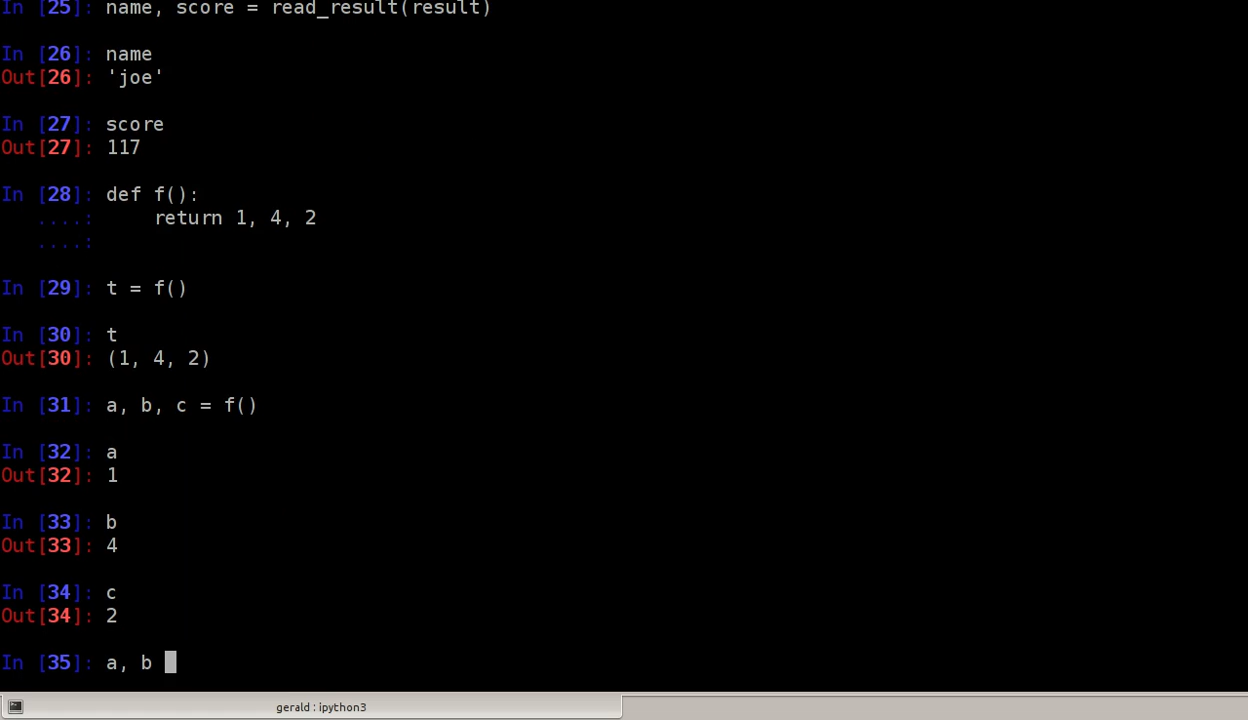 In [25]: name, score = read_result(result)
In [26]: name
Out[26]: 'joe'
In [27]: score
Out[27]: 117
In [28]: def f():
   ....:     return 1, 4, 2
   ....:
In [29]: t = f()
In [30]: t
Out[30]: (1, 4, 2)
In [31]: a, b, c = f()
In [32]: a
Out[32]: 1
In [33]: b
Out[33]: 4
In [34]: c
Out[34]: 2
In [35]: a, b
gerald : ipython3